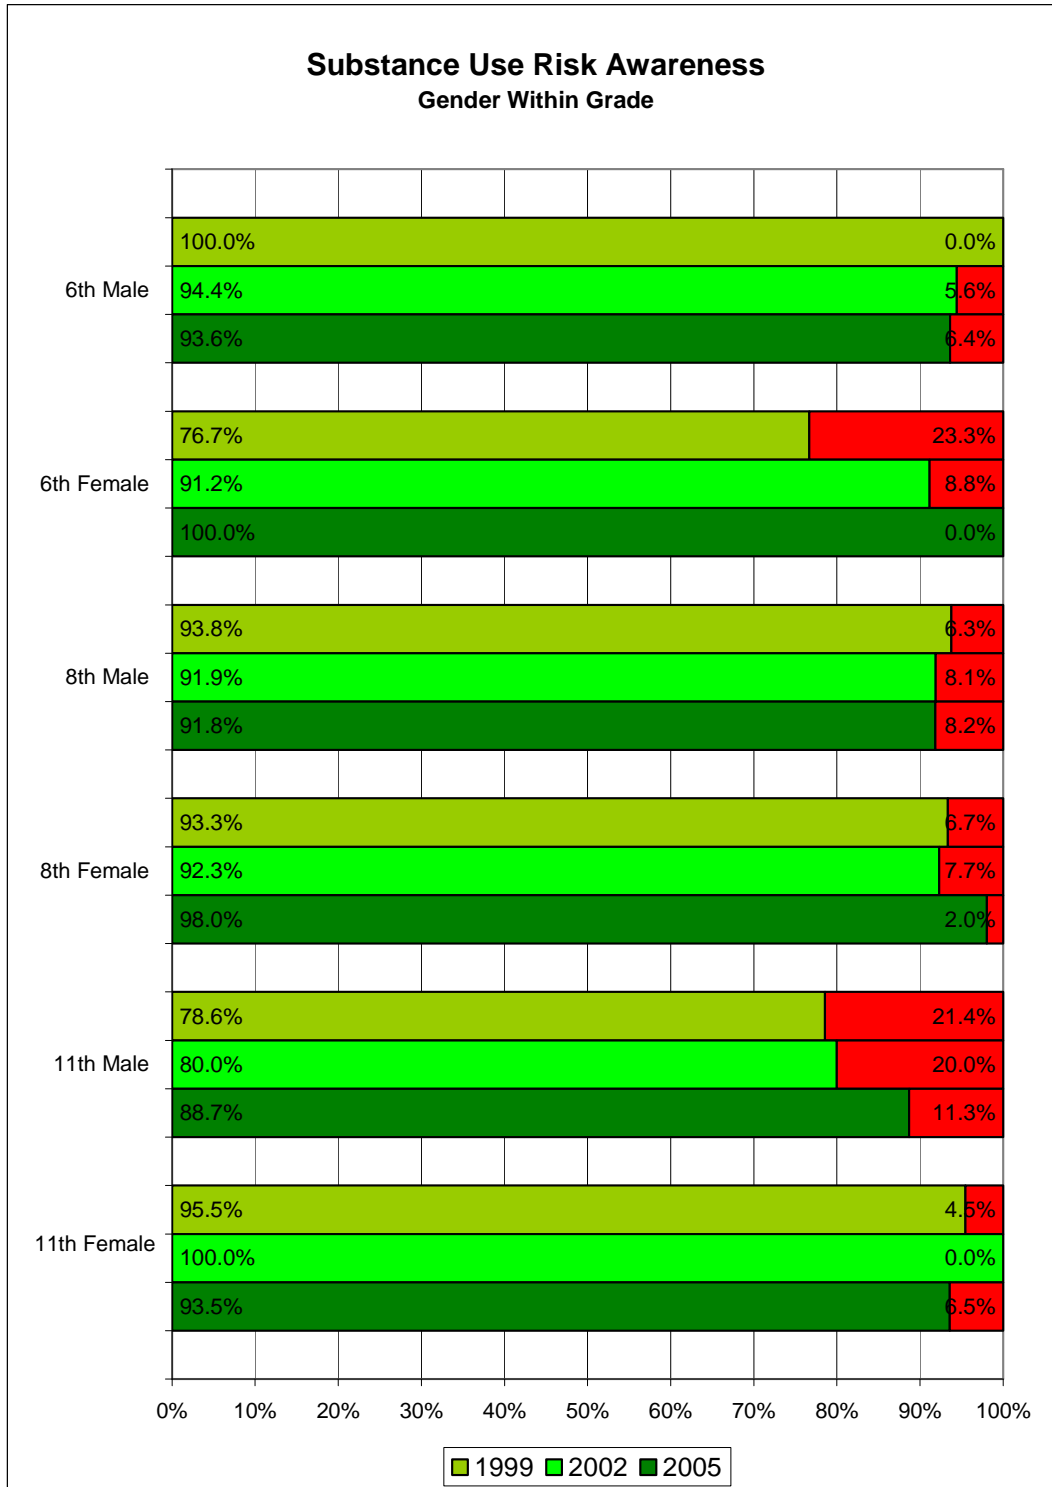 Substance Use Risk Awareness
Gender Within Grade
100.0% 0.0%
6th Male 94.4% 5.6%
93.6% 6.4%
76.7% 23.3%
6th Female 91.2% 8.8%
100.0% 0.0%
93.8% 6.3%
8th Male 91.9% 8.1%
91.8% 8.2%
93.3% 6.7%
8th Female 92.3% 7.7%
98.0% 2.0%
78.6% 21.4%
11th Male 80.0% 20.0%
88.7% 11.3%
95.5% 4.5%
11th Female 100.0% 0.0%
93.5% 6.5%
0% 10% 20% 30% 40% 50% 60% 70% 80% 90% 100%
1999 2002 2005